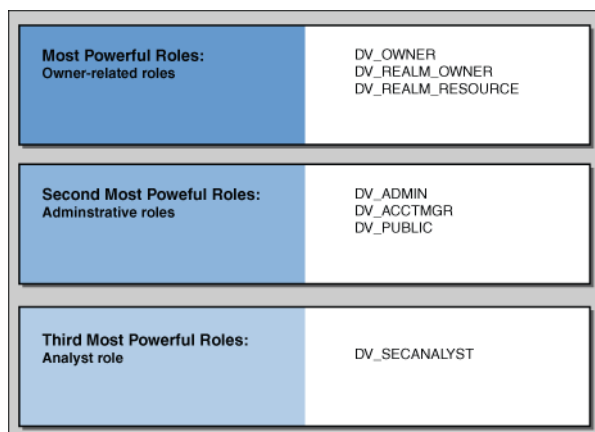 Most Powerful Roles:
Owner-related roles
DV_OWNER
DV_REALM_OWNER
DV_REALM_RESOURCE
Second Most Poweful Roles:
Adminstrative roles
DV_ADMIN
DV_ACCTMGR
DV_PUBLIC
Third Most Powerful Roles:
Analyst role
DV_SECANALYST